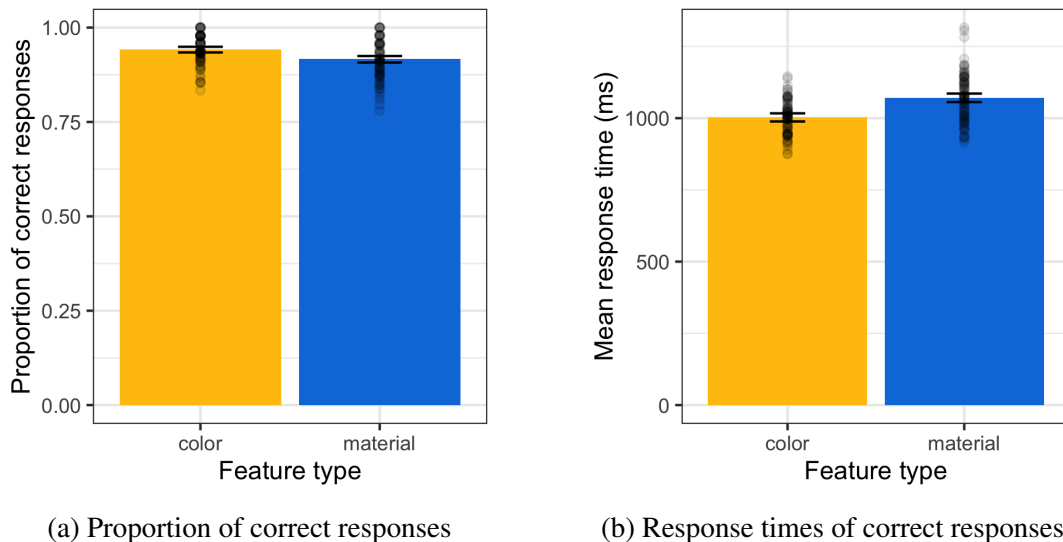 Proportion of correct responses
1.00
0.75
0.50
0.25
0.00
color material
Feature type
(a) Proportion of correct responses
Mean response time (ms)
1000
500
0
color material
Feature type
(b) Response times of correct responses